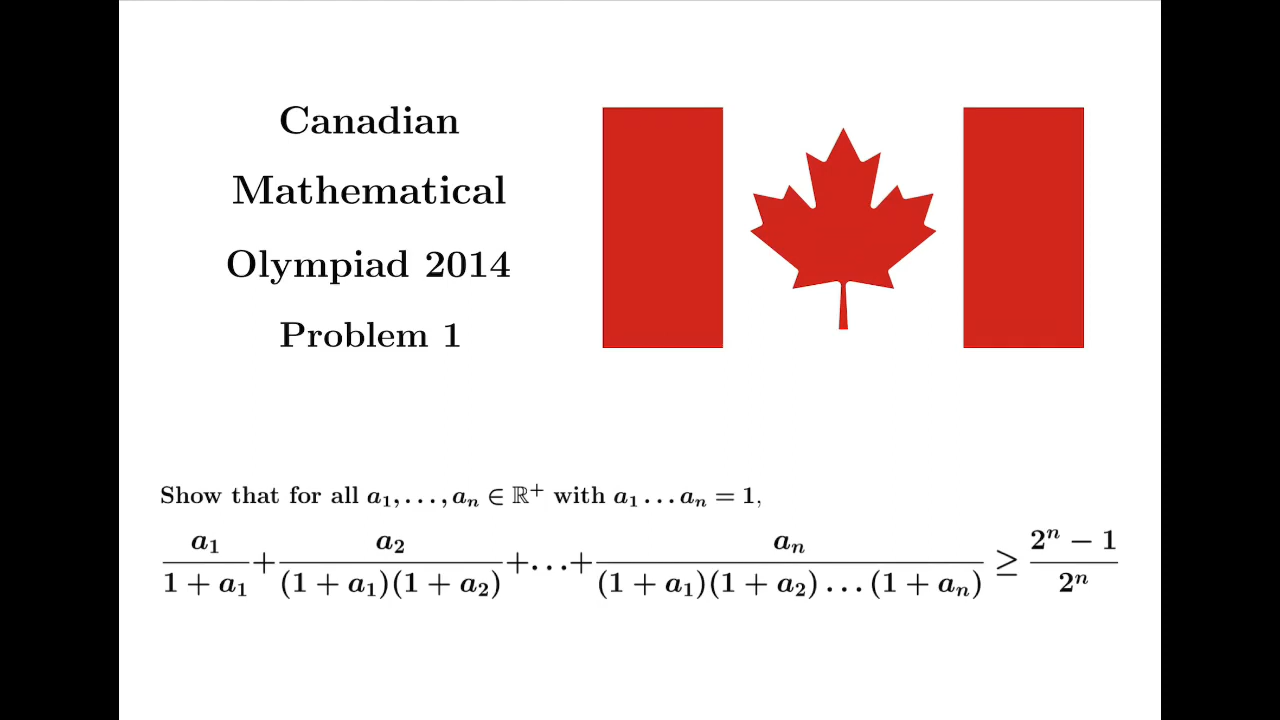 Canadian
Mathematical
Olympiad 2014
Problem 1
Show that for all a₁, . . . , aₙ ∈ ℝ⁺ with a₁ . . . aₙ = 1,
a₁/(1 + a₁) + a₂/((1 + a₁)(1 + a₂)) + . . . + aₙ/((1 + a₁)(1 + a₂) . . . (1 + aₙ)) ≥ (2ⁿ − 1)/2ⁿ